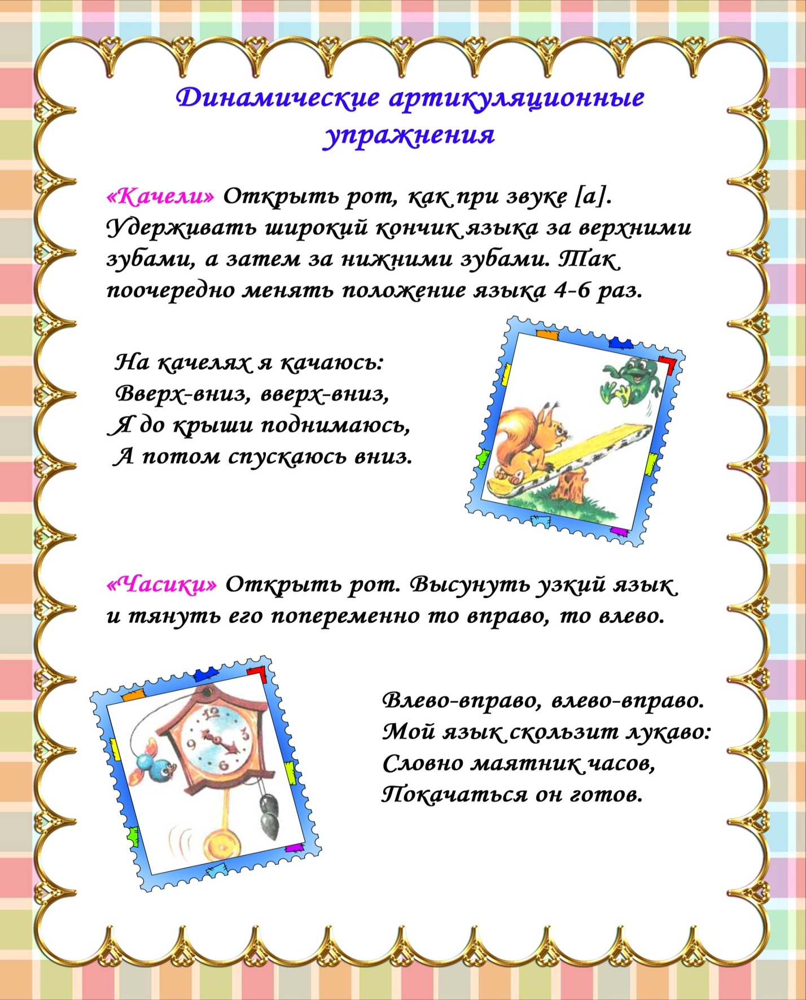 Динамические артикуляционные
упражнения
«Качели» Открыть рот, как при звуке [а].
Удерживать широкий кончик языка за верхними
зубами, а затем за нижними зубами. Так
поочередно менять положение языка 4-6 раз.
На качелях я качаюсь:
Вверх-вниз, вверх-вниз,
Я до крыши поднимаюсь,
А потом спускаюсь вниз.
«Часики» Открыть рот. Высунуть узкий язык
и тянуть его попеременно то вправо, то влево.
12
9 3
6
Влево-вправо, влево-вправо.
Мой язык скользит лукаво:
Словно маятник часов,
Покачаться он готов.